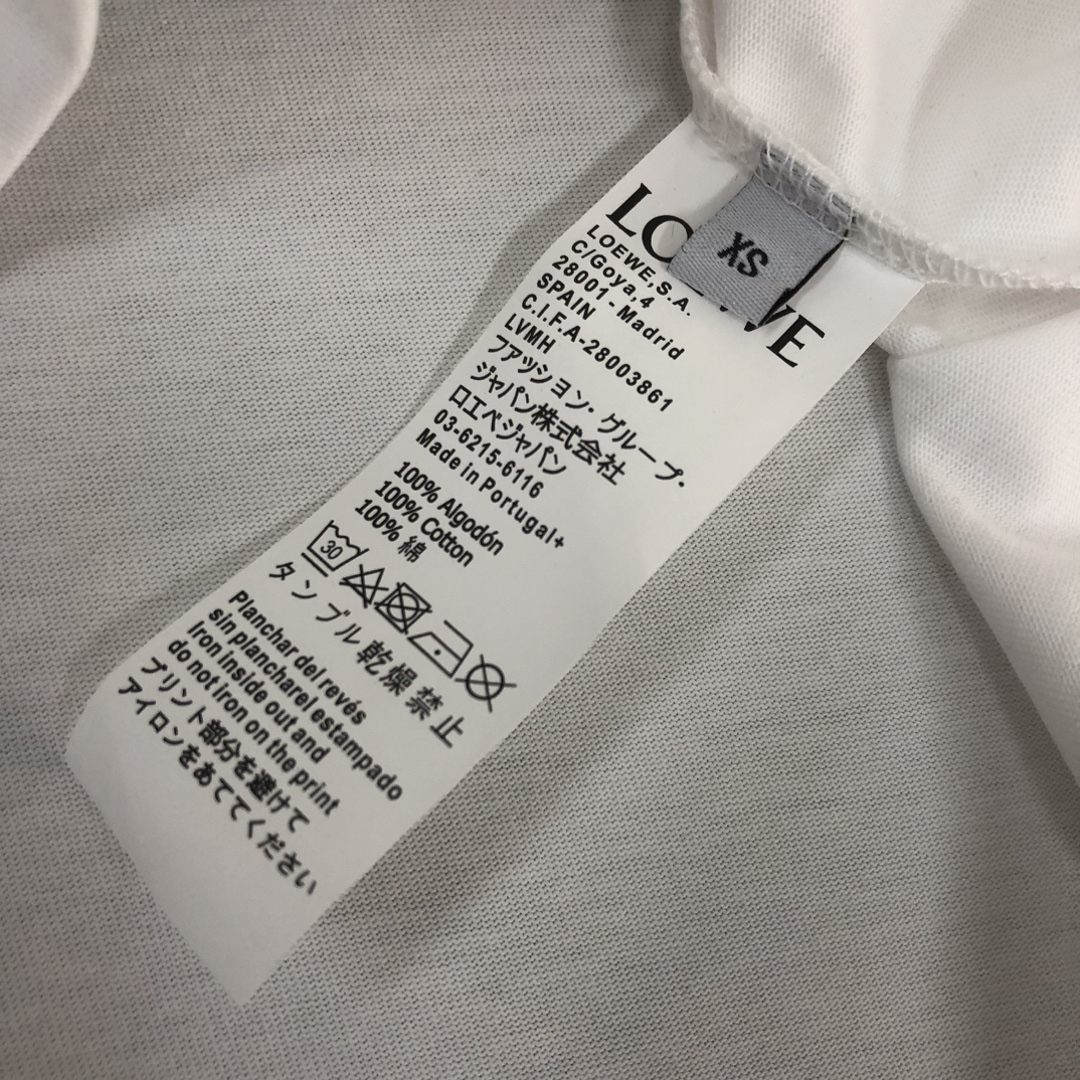 LOEWE
XS
LOEWE,S.A.
C/Goya,4
28001-Madrid
SPAIN
C.I.F.A-28003861
LVMH
フアッション・グループ・
ジャパン株式会社
ロエベジャパン
03-6215-6116
Made in Portugal+
100% Algodón
100% Cotton
100% 綿
30
タンブル乾燥禁止
Planchar del revés
sin plancharel estampado
Iron inside out and
do not iron on the print
プリント部分を避けて
アイロンをあててください